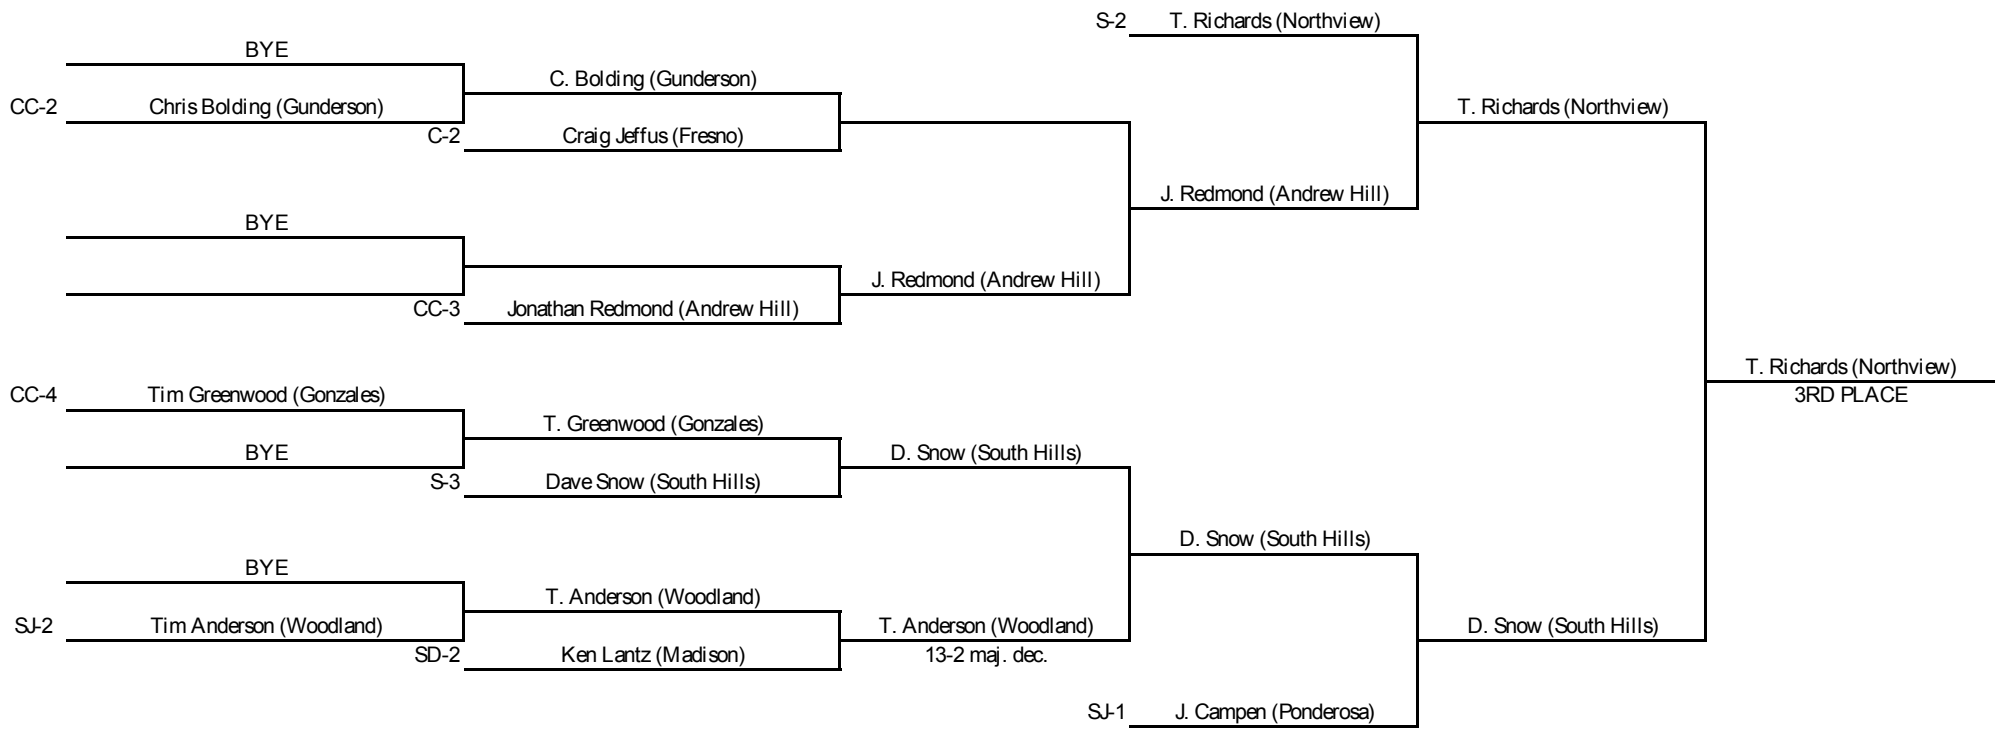 S-2 T. Richards (Northview)
BYE
C. Bolding (Gunderson)
CC-2 Chris Bolding (Gunderson) T. Richards (Northview)
C-2 Craig Jeffus (Fresno)
J. Redmond (Andrew Hill)
BYE
J. Redmond (Andrew Hill)
CC-3 Jonathan Redmond (Andrew Hill)
T. Richards (Northview)
CC-4 Tim Greenwood (Gonzales) 3RD PLACE
T. Greenwood (Gonzales)
BYE D. Snow (South Hills)
S-3 Dave Snow (South Hills)
D. Snow (South Hills)
BYE
T. Anderson (Woodland)
SJ-2 Tim Anderson (Woodland) T. Anderson (Woodland) D. Snow (South Hills)
SD-2 Ken Lantz (Madison) 13-2 maj. dec.
SJ-1 J. Campen (Ponderosa)